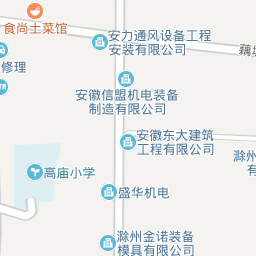 食尚土菜馆
安力通风设备工程
安装有限公司
藕塘
修理
安徽信盟机电装备
制造有限公司
安徽东大建筑
工程有限公司
滁州
有
高庙小学
盛华机电
滁州金诺装备
模具有限公司